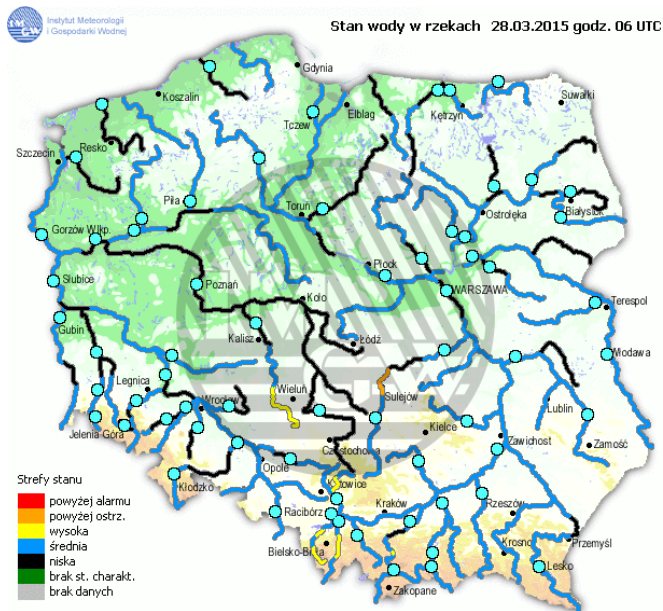 Instytut Meteorologii
i Gospodarki Wodnej
Stan wody w rzekach 28.03.2015 godz. 06 UTC
Gdynia
Koszalin
Suwałki
Elbląg
Kętrzyn
Tczew
Resko
Szczecin
Piła
Toruń
Ostrołęka
Białystok
Gorzów Wlkp.
Płock
Słubice
Poznań
Koło
WARSZAWA
Terespol
Gubin
Kalisz
Łódź
Włodawa
Legnica
Wieluń
Sulejów
Wrocław
Lublin
Jelenia Góra
Kielce
Zawichost
Zamość
Częstochowa
Opole
Kłodzko
Katowice
Racibórz
Kraków
Rzeszów
Bielsko-Biała
Krosno
Przemyśl
Lesko
Zakopane
Strefy stanu
powyżej alarmu
powyżej ostrz.
wysoka
średnia
niska
brak st. charakt.
brak danych